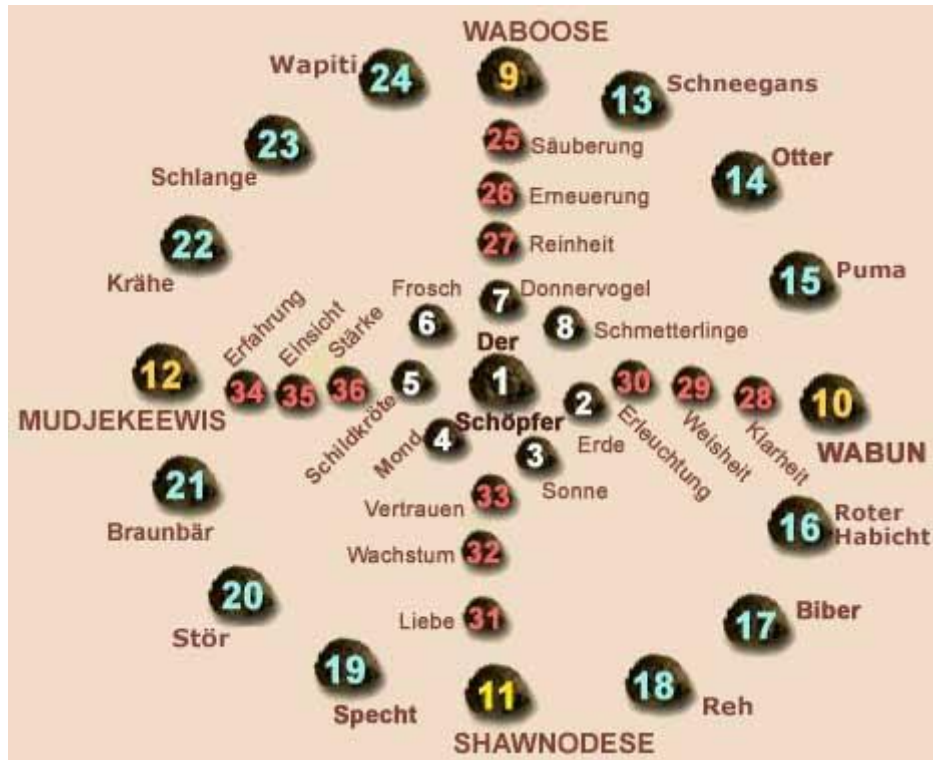 WABOOSE
Wapiti
24
9
13
Schneegans
25
Säuberung
23
Schlange
14
Otter
26
Erneuerung
22
Krähe
27
Reinheit
15
Puma
Frosch
6
7
Donnervogel
8
Schmetterlinge
Der
1
Schöpfer
12
MUDJEKEEWIS
34
Erfahrung
35
Einsicht
36
Stärke
5
Schildkröte
4
Mond
3
Sonne
2
Erde
30
Erleuchtung
29
Weisheit
28
Klarheit
10
WABUN
33
Vertrauen
21
Braunbär
16
Roter
Habicht
32
Wachstum
20
Stör
31
Liebe
17
Biber
19
Specht
11
18
Reh
SHAWNODESE